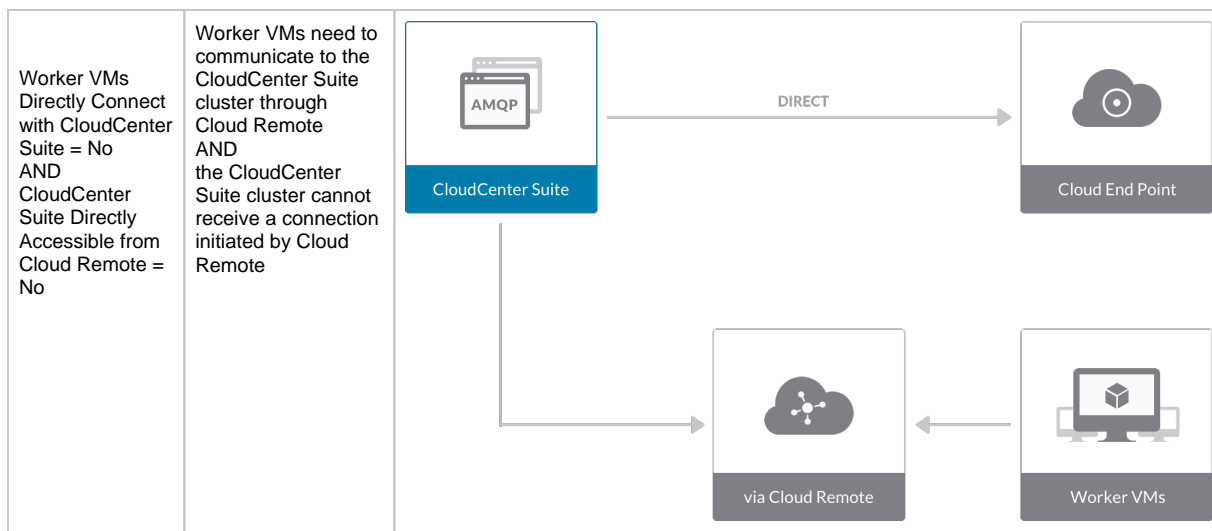 Worker VMs
Directly Connect
with CloudCenter
Suite = No
AND
CloudCenter
Suite Directly
Accessible from
Cloud Remote =
No
Worker VMs need to
communicate to the
CloudCenter Suite
cluster through
Cloud Remote
AND
the CloudCenter
Suite cluster cannot
receive a connection
initiated by Cloud
Remote
AMQP
CloudCenter Suite
DIRECT
Cloud End Point
via Cloud Remote
Worker VMs